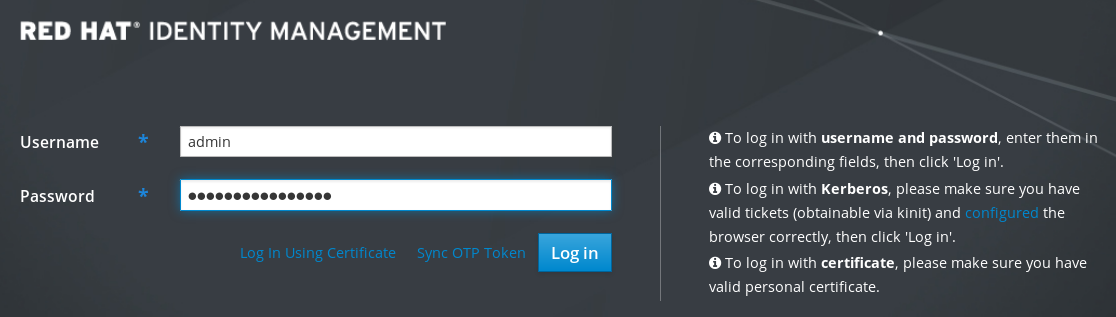 RED HAT® IDENTITY MANAGEMENT
Username *
admin
Password *
●●●●●●●●●●●●●●●●
Log In Using Certificate
Sync OTP Token
Log in
To log in with username and password, enter them in
the corresponding fields, then click 'Log in'.
To log in with Kerberos, please make sure you have
valid tickets (obtainable via kinit) and configured the
browser correctly, then click 'Log in'.
To log in with certificate, please make sure you have
valid personal certificate.